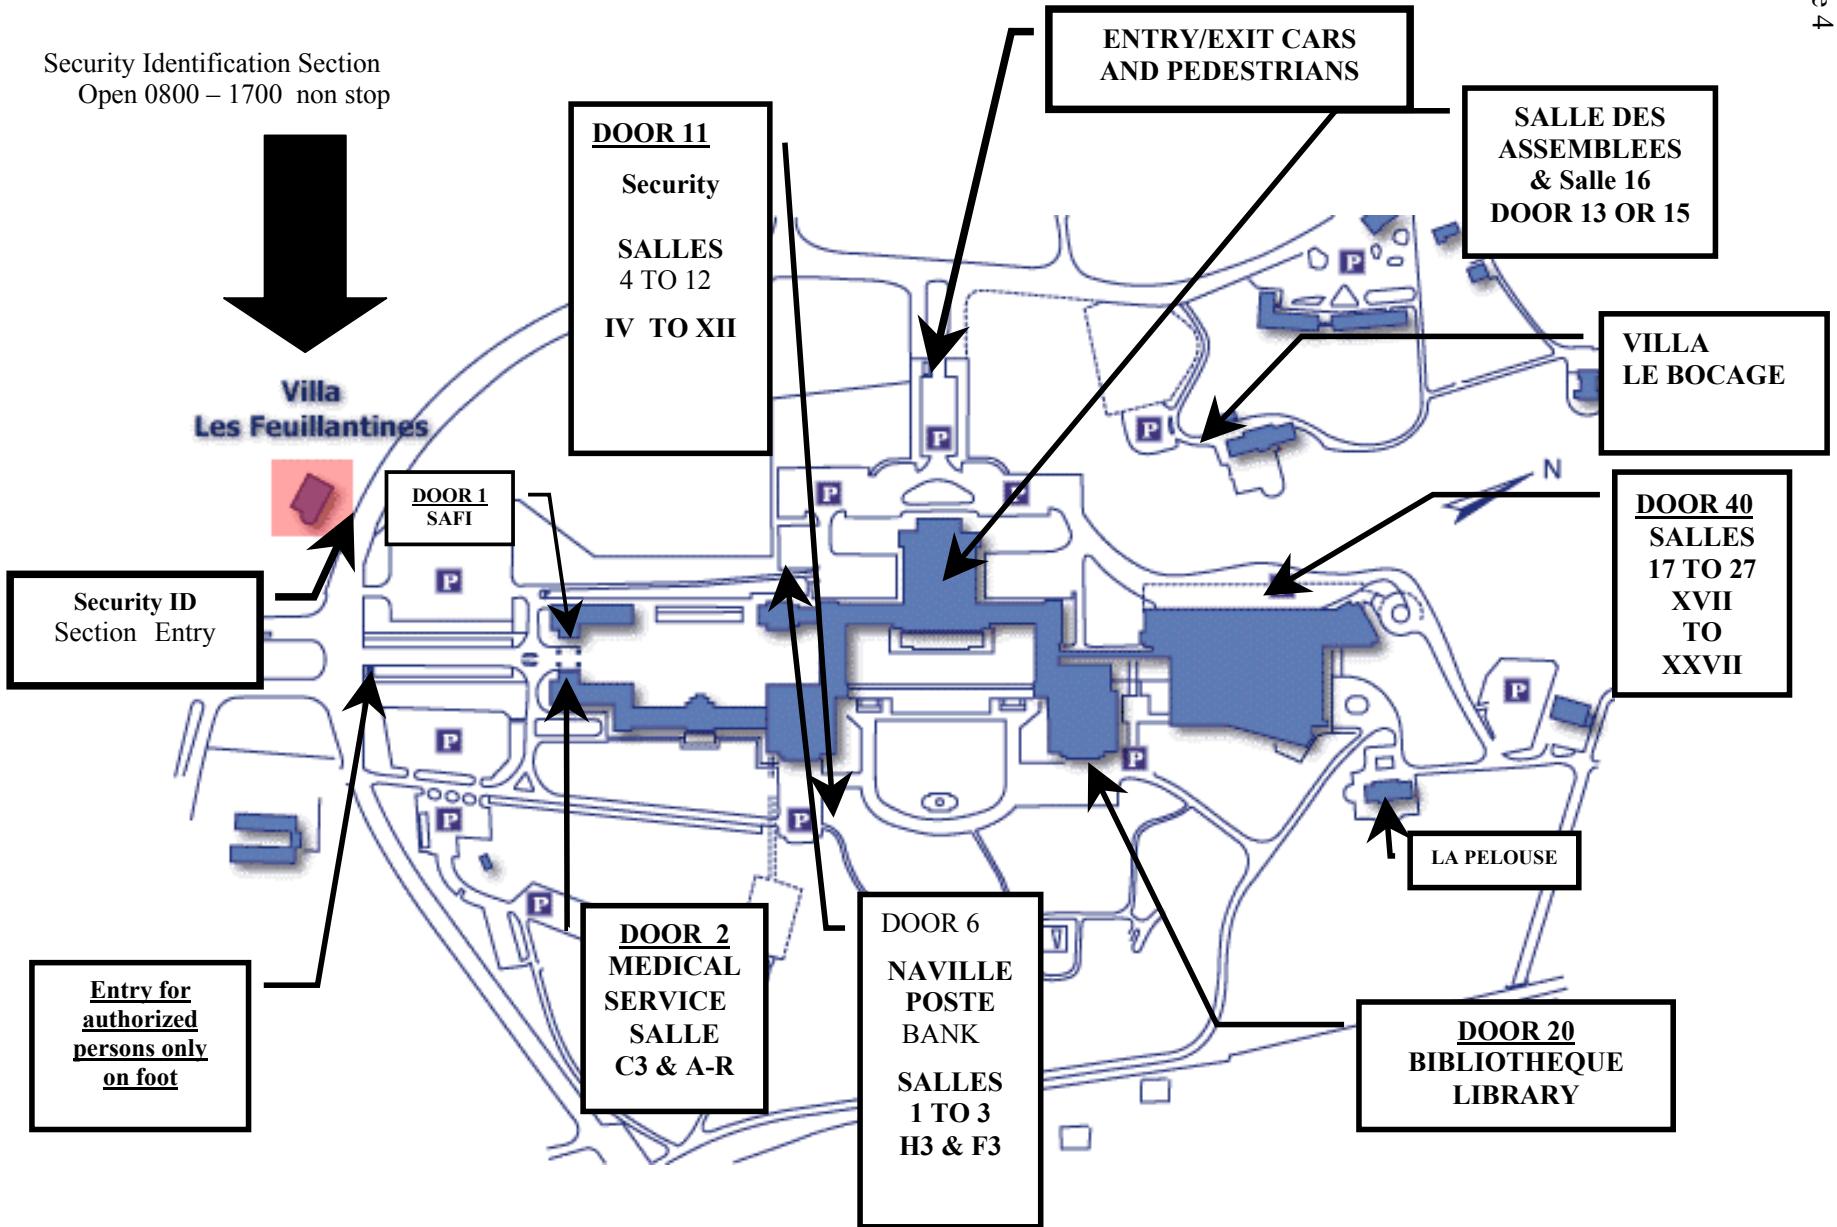 e 4
Security Identification Section
Open 0800 – 1700 non stop
ENTRY/EXIT CARS
AND PEDESTRIANS
DOOR 11
Security
SALLES
4 TO 12
IV TO XII
SALLE DES
ASSEMBLEES
& Salle 16
DOOR 13 OR 15
P
VILLA
LE BOCAGE
Villa
Les Feuillantines
P
P
DOOR 1
SAFI
P
P
N
DOOR 40
SALLES
17 TO 27
XVII
TO
XXVII
Security ID
Section Entry
P
P
P
P
P
P
LA PELOUSE
P
Entry for
authorized
persons only
on foot
DOOR 2
MEDICAL
SERVICE
SALLE
C3 & A-R
DOOR 6
NAVILLE
POSTE
BANK
SALLES
1 TO 3
H3 & F3
DOOR 20
BIBLIOTHEQUE
LIBRARY